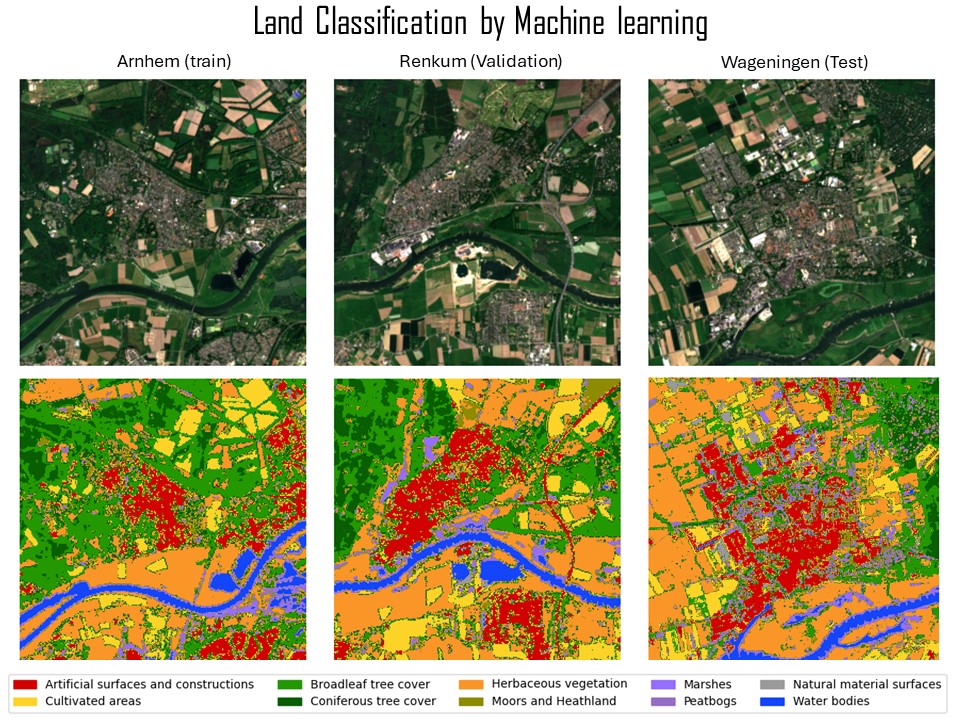 Land Classification by Machine learning
Arnhem (train)
Renkum (Validation)
Wageningen (Test)
Artificial surfaces and constructions
Cultivated areas
Broadleaf tree cover
Coniferous tree cover
Herbaceous vegetation
Moors and Heathland
Marshes
Peatbogs
Natural material surfaces
Water bodies